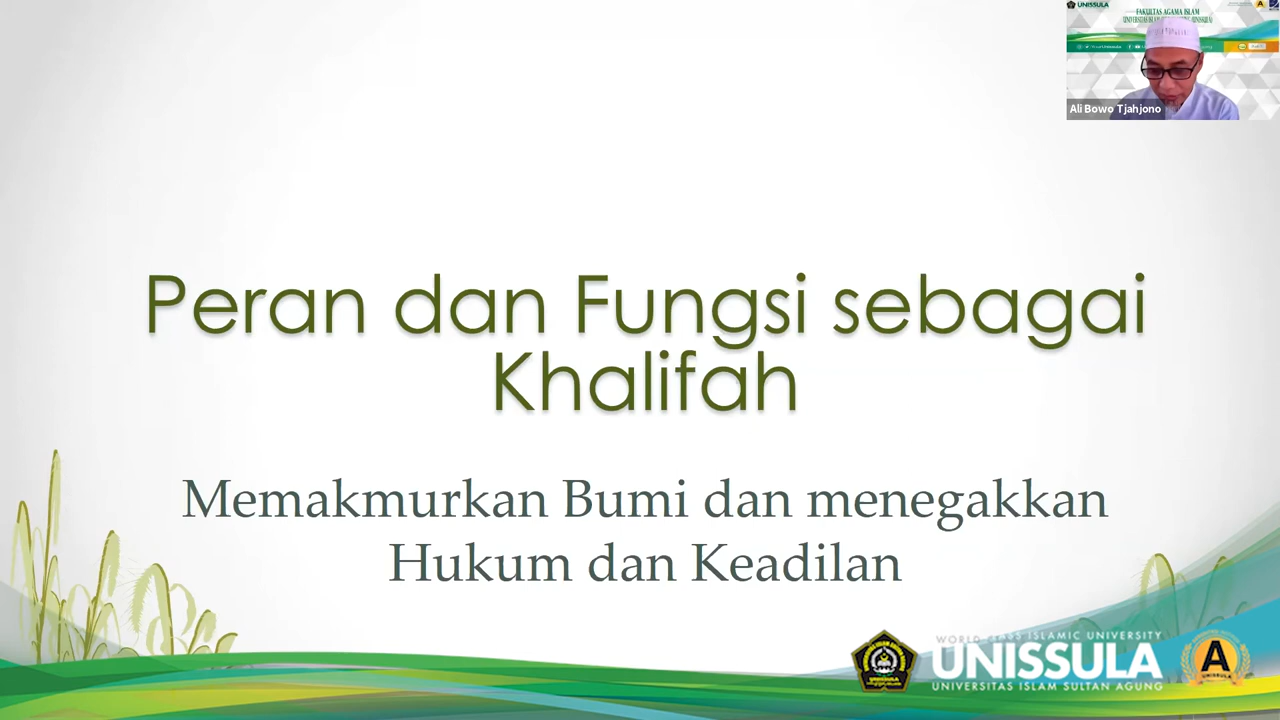 UNISSULA
FAKULTAS AGAMA ISLAM
Ali Bowo Tjahjono
Peran dan Fungsi sebagai
Khalifah
Memakmurkan Bumi dan menegakkan
Hukum dan Keadilan
WORLD CLASS ISLAMIC UNIVERSITY
UNISSULA
UNIVERSITAS ISLAM SULTAN AGUNG
A
UNISSULA